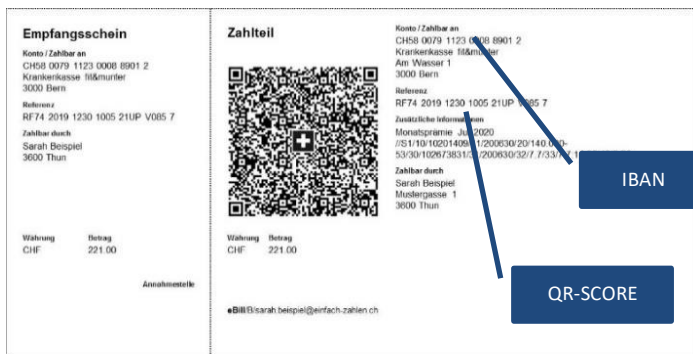 Empfangsschein
Konto / Zahlbar an
CH58 0079 1123 0008 8901 2
Krankenkasse fit&munter
3000 Bern
Referenz
RF74 2019 1230 1005 21UP V085 7
Zahlbar durch
Sarah Beispiel
3600 Thun
Währung Betrag
CHF 221.00
Annahmestelle
Zahlteil
Währung Betrag
CHF 221.00
eBill/B/sarah.beispiel@einfach-zahlen.ch
Konto / Zahlbar an
CH58 0079 1123 0008 8901 2
Krankenkasse fit&munter
Am Wasser 1
3000 Bern
Referenz
RF74 2019 1230 1005 21UP V085 7
Zusätzliche Informationen
Monatsprämie 2020
Zahlbar durch
Sarah Beispiel
Mustergasse 1
3600 Thun
IBAN
QR-SCORE